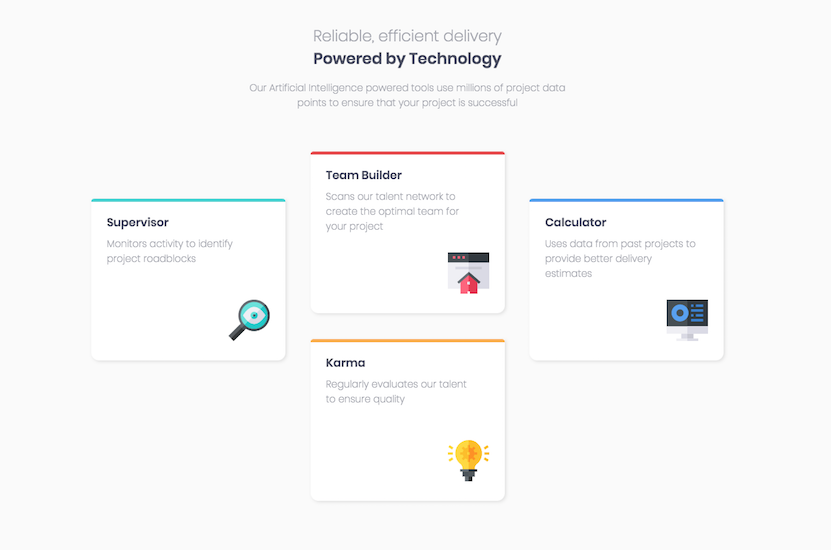 Reliable, efficient delivery
Powered by Technology
Our Artificial Intelligence powered tools use millions of project data
points to ensure that your project is successful
Supervisor
Monitors activity to identify
project roadblocks
Team Builder
Scans our talent network to
create the optimal team for
your project
Karma
Regularly evaluates our talent
to ensure quality
Calculator
Uses data from past projects to
provide better delivery
estimates